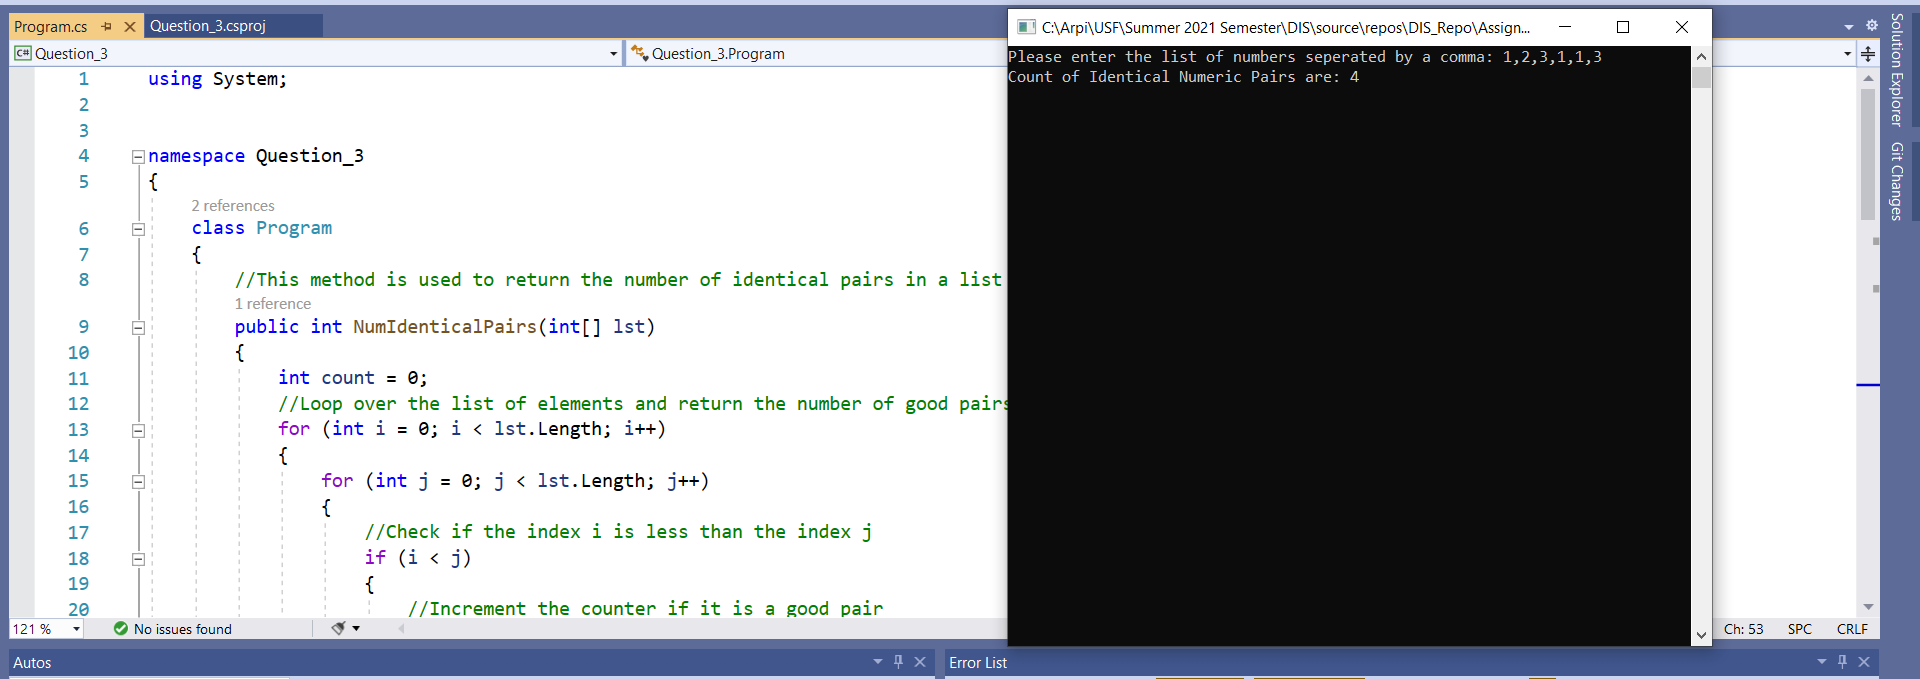 Program.cs
Question_3.csproj
C# Question_3
Question_3.Program
1 using System;
2
3
4 namespace Question_3
5 {
2 references
6 class Program
7 {
8 //This method is used to return the number of identical pairs in a list
1 reference
9 public int NumIdenticalPairs(int[] lst)
10 {
11 int count = 0;
12 //Loop over the list of elements and return the number of good pairs
13 for (int i = 0; i < lst.Length; i++)
14 {
15 for (int j = 0; j < lst.Length; j++)
16 {
17 //Check if the index i is less than the index j
18 if (i < j)
19 {
20 //Increment the counter if it is a good pair
121 %
No issues found
C:\Arpi\USF\Summer 2021 Semester\DIS\source\repos\DIS_Repo\Assign...
Please enter the list of numbers seperated by a comma: 1,2,3,1,1,3
Count of Identical Numeric Pairs are: 4
Solution Explorer
Git Changes
Ch: 53 SPC CRLF
Autos
Error List